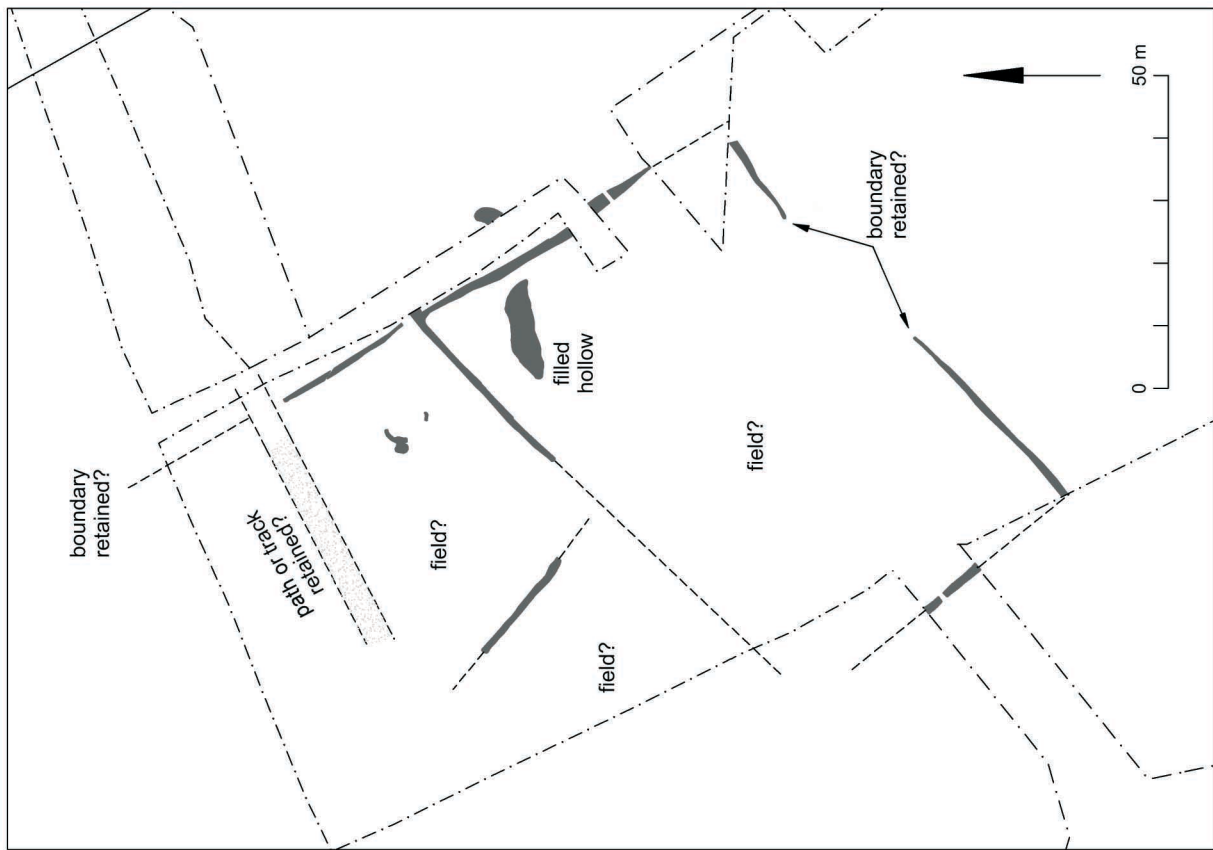 boundary
retained?
path or track
retained?
field?
field?
filled
hollow
field?
boundary
retained?
0
50 m